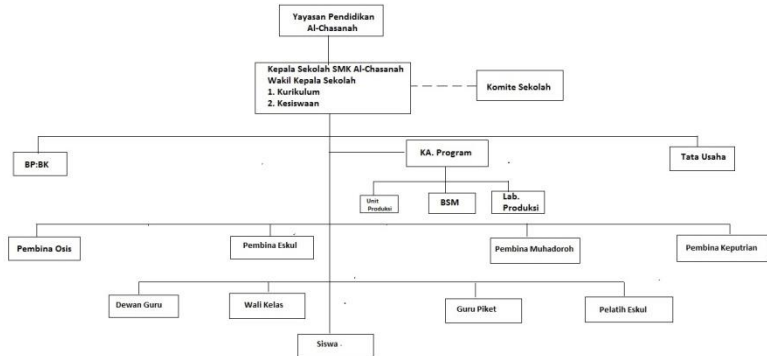 Yayasan Pendidikan
Al-Chasanah
Kepala Sekolah SMK Al-Chasanah
Wakil Kepala Sekolah
1. Kurikulum
2. Kesiswaan
Komite Sekolah
BP:BK
KA. Program
Tata Usaha
Unit
Produksi
BSM
Lab.
Produksi
Pembina Osis
Pembina Eskul
Pembina Muhadoroh
Pembina Keputrian
Dewan Guru
Wali Kelas
Guru Piket
Pelatih Eskul
Siswa